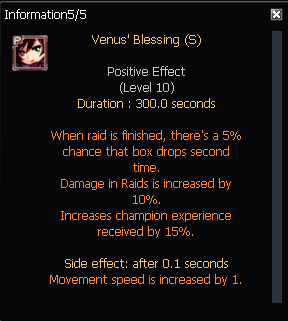 Information5/5
Venus' Blessing (S)
P
Positive Effect
(Level 10)
Duration : 300.0 seconds
When raid is finished, there's a 5%
chance that box drops second
time.
Damage in Raids is increased by
10%.
Increases champion experience
received by 15%.
Side effect: after 0.1 seconds
Movement speed is increased by 1.